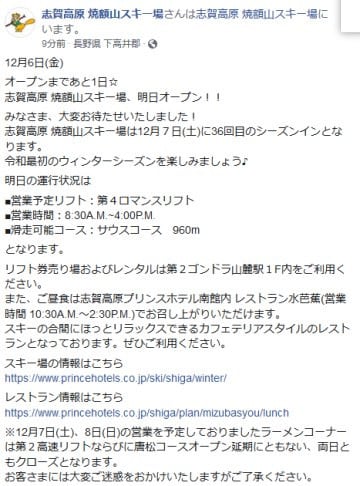 志賀高原 焼額山スキー場さんは志賀高原 焼額山スキー場に
います。
9分前・長野県 下高井郡・
12月6日(金)
オープンまであと1日☆
志賀高原 焼額山スキー場、明日オープン！！
みなさま、大変お待たせいたしました！
志賀高原 焼額山スキー場は12月７日(土)に36回目のシーズンインとな
ります。
令和最初のウィンターシーズンを楽しみましょう♪
明日の運行状況は
■営業予定リフト：第４ロマンスリフト
■営業時間：8:30A.M.~4:00P.M.
■滑走可能コース：サウスコース　960m
となります。
リフト券売り場およびレンタルは第２ゴンドラ山麓駅１F内をご利用く
ださい。
また、ご昼食は志賀高原プリンスホテル南館内 レストラン水芭蕉(営業
時間 10:30A.M.～2:30P.M.)でお召し上がりいただけます。
スキーの合間にほっとリラックスできるカフェテリアスタイルのレスト
ランとなっております。ぜひご利用ください。
スキー場の情報はこちら
https://www.princehotels.co.jp/ski/shiga/winter/
レストラン情報はこちら
https://www.princehotels.co.jp/shiga/plan/mizubasyou/lunch
※12月7日(土)、8日(日)の営業を予定しておりましたラーメンコーナー
は第２高速リフトならびに唐松コースオープン延期にともない、両日と
もクローズとなります。
お客さまには大変ご迷惑をおかけいたしますがご了承ください。